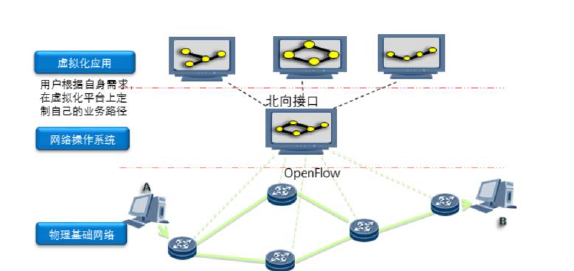 虚拟化应用
用户根据自身需求,
在虚拟化平台上定
制自己的业务路径
北向接口
网络操作系统
OpenFlow
A
B
物理基础网络